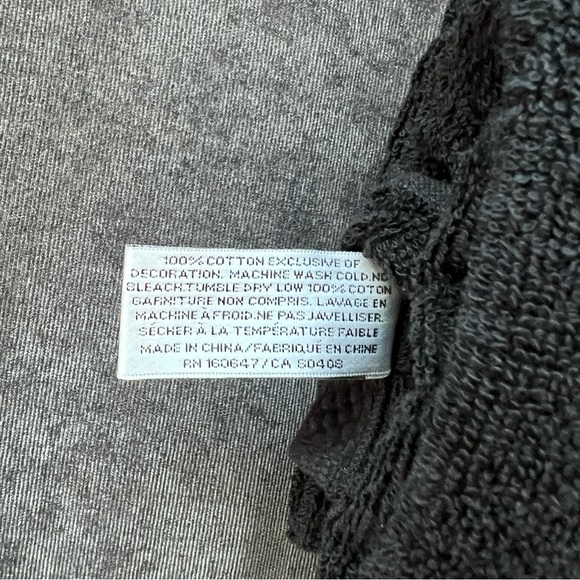 100% COTTON EXCLUSIVE OF
DECORATION. MACHINE WASH COLD.NO
BLEACH.TUMBLE DRY LOW 100% COTON
GARNITURE NON COMPRIS. LAVAGE EN
MACHINE À FROID.NE PAS JAVELLISER.
SÉCHER À LA TEMPÉRATURE FAIBLE
MADE IN CHINA/FABRIQUÉ EN CHINE
RN 160647/CA 80408